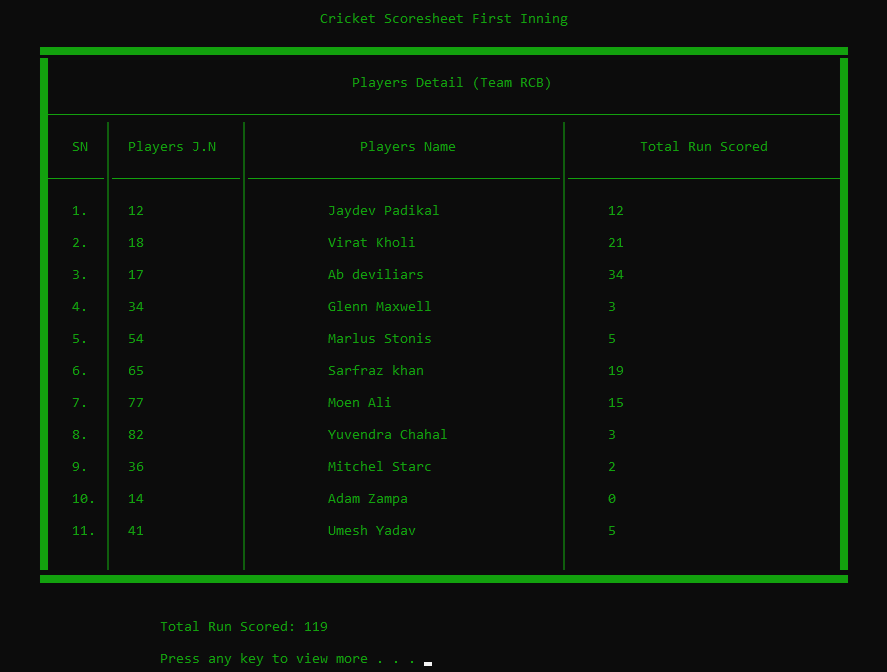 Cricket Scoresheet First Inning
Players Detail (Team RCB)
SN Players J.N Players Name Total Run Scored
1. 12 Jaydev Padikal 12
2. 18 Virat Kholi 21
3. 17 Ab deviliars 34
4. 34 Glenn Maxwell 3
5. 54 Marlus Stonis 5
6. 65 Sarfraz khan 19
7. 77 Moen Ali 15
8. 82 Yuvendra Chahal 3
9. 36 Mitchel Starc 2
10. 14 Adam Zampa 0
11. 41 Umesh Yadav 5
Total Run Scored: 119
Press any key to view more . . .